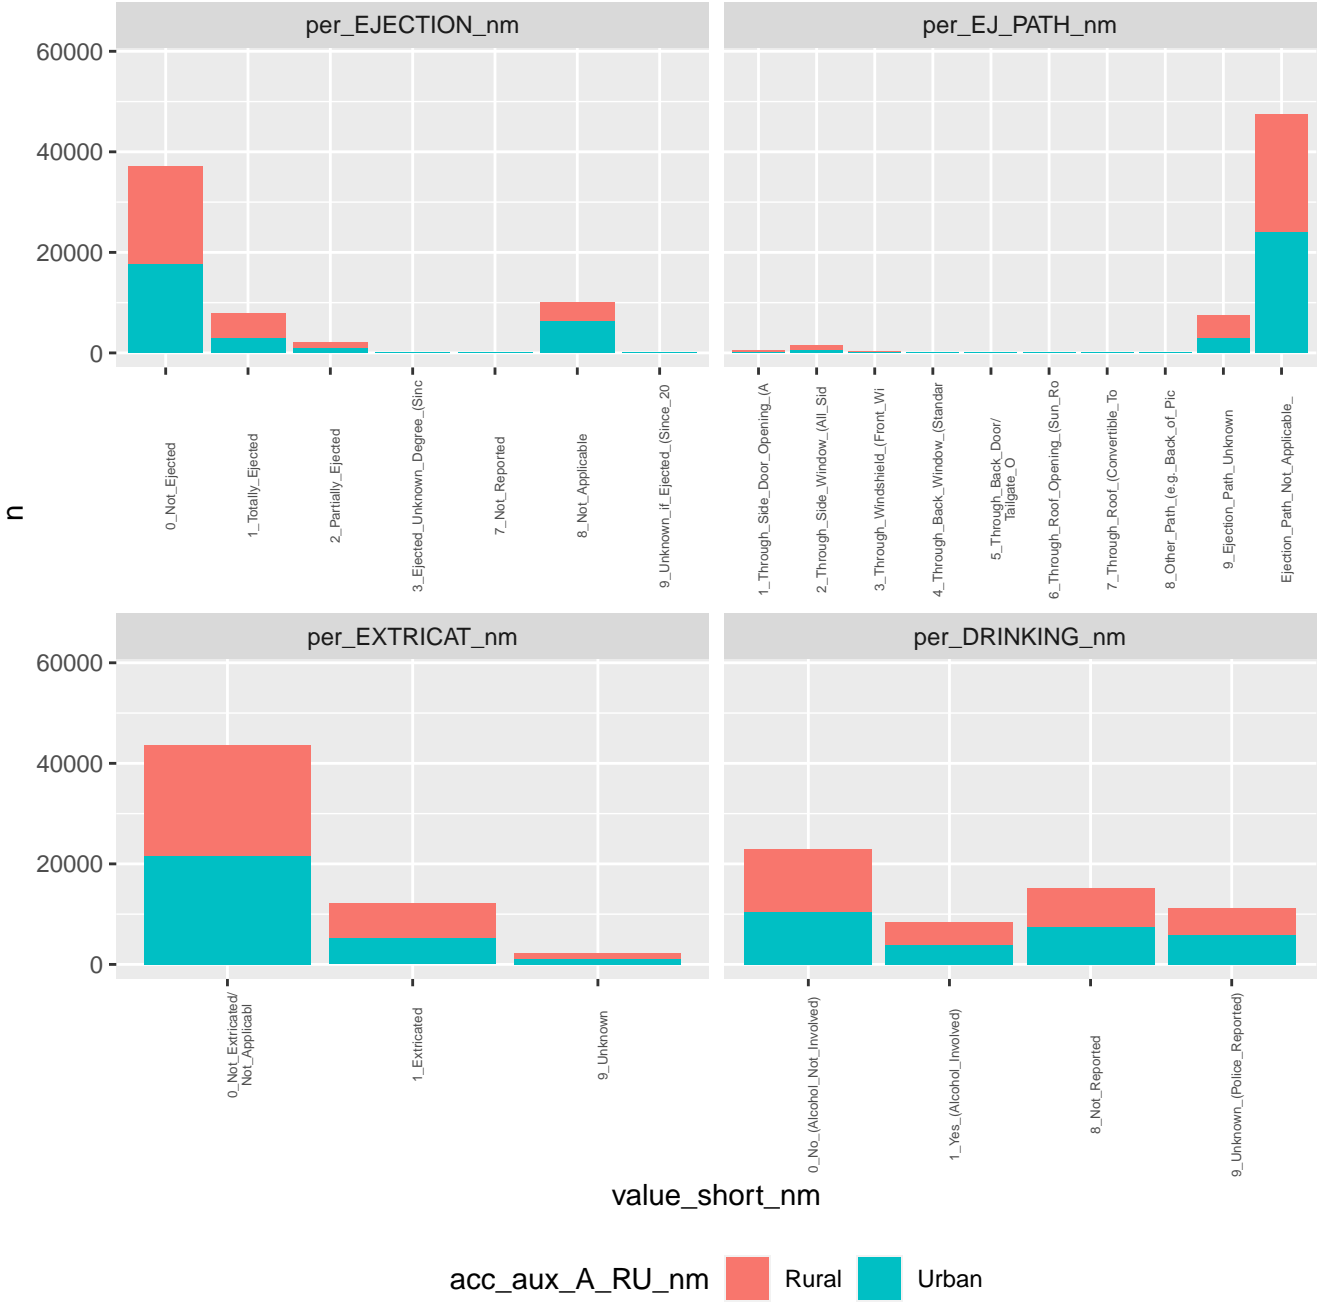 per_EJECTION_nm
per_EJ_PATH_nm
60000
40000
20000
0
0_Not_Ejected
1_Totally_Ejected
2_Partially_Ejected
3_Ejected_Unknown_Degree_(Sinc
7_Not_Reported
8_Not_Applicable
9_Unknown_if_Ejected_(Since_20
1_Through_Side_Door_Opening_(A
2_Through_Side_Window_(All_Sid
3_Through_Windshield_(Front_Wi
4_Through_Back_Window_(Standar
5_Through_Back_Door/
Tailgate_O
6_Through_Roof_Opening_(Sun_Ro
7_Through_Roof_(Convertible_To
8_Other_Path_(e.g._Back_of_Pic
9_Ejection_Path_Unknown
Ejection_Path_Not_Applicable_
n
per_EXTRICAT_nm
per_DRINKING_nm
60000
40000
20000
0
0_Not_Extricated/
Not_Applicabl
1_Extricated
9_Unknown
0_No_(Alcohol_Not_Involved)
1_Yes_(Alcohol_Involved)
8_Not_Reported
9_Unknown_(Police_Reported)
value_short_nm
acc_aux_A_RU_nm
Rural
Urban